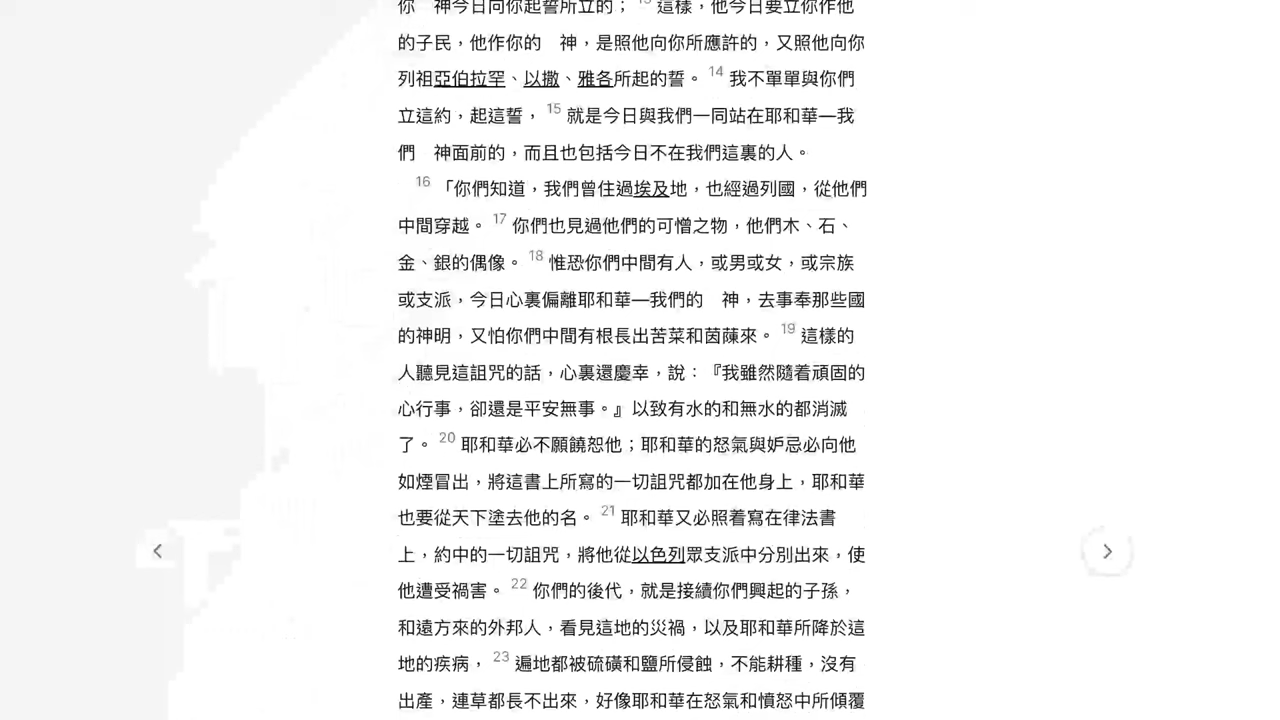 你　神今日向你起誓所立的； 13 這樣，他今日要立你作他
的子民，他作你的　神，是照他向你所應許的，又照他向你
列祖亞伯拉罕、以撒、雅各所起的誓。 14 我不單單與你們
立這約，起這誓， 15 就是今日與我們一同站在耶和華—我
們　神面前的，而且也包括今日不在我們這裏的人。
16 「你們知道，我們曾住過埃及地，也經過列國，從他們
中間穿越。 17 你們也見過他們的可憎之物，他們木、石、
金、銀的偶像。 18 惟恐你們中間有人，或男或女，或宗族
或支派，今日心裏偏離耶和華—我們的　神，去事奉那些國
的神明，又怕你們中間有根長出苦菜和茵蔯來。 19 這樣的
人聽見這詛咒的話，心裏還慶幸，說：『我雖然隨着頑固的
心行事，卻還是平安無事。』以致有水的和無水的都消滅
了。 20 耶和華必不願饒恕他；耶和華的怒氣與妒忌必向他
如煙冒出，將這書上所寫的一切詛咒都加在他身上，耶和華
也要從天下塗去他的名。 21 耶和華又必照着寫在律法書
上，約中的一切詛咒，將他從以色列眾支派中分別出來，使
他遭受禍害。 22 你們的後代，就是接續你們興起的子孫，
和遠方來的外邦人，看見這地的災禍，以及耶和華所降於這
地的疾病， 23 遍地都被硫磺和鹽所侵蝕，不能耕種，沒有
出產，連草都長不出來，好像耶和華在怒氣和憤怒中所傾覆